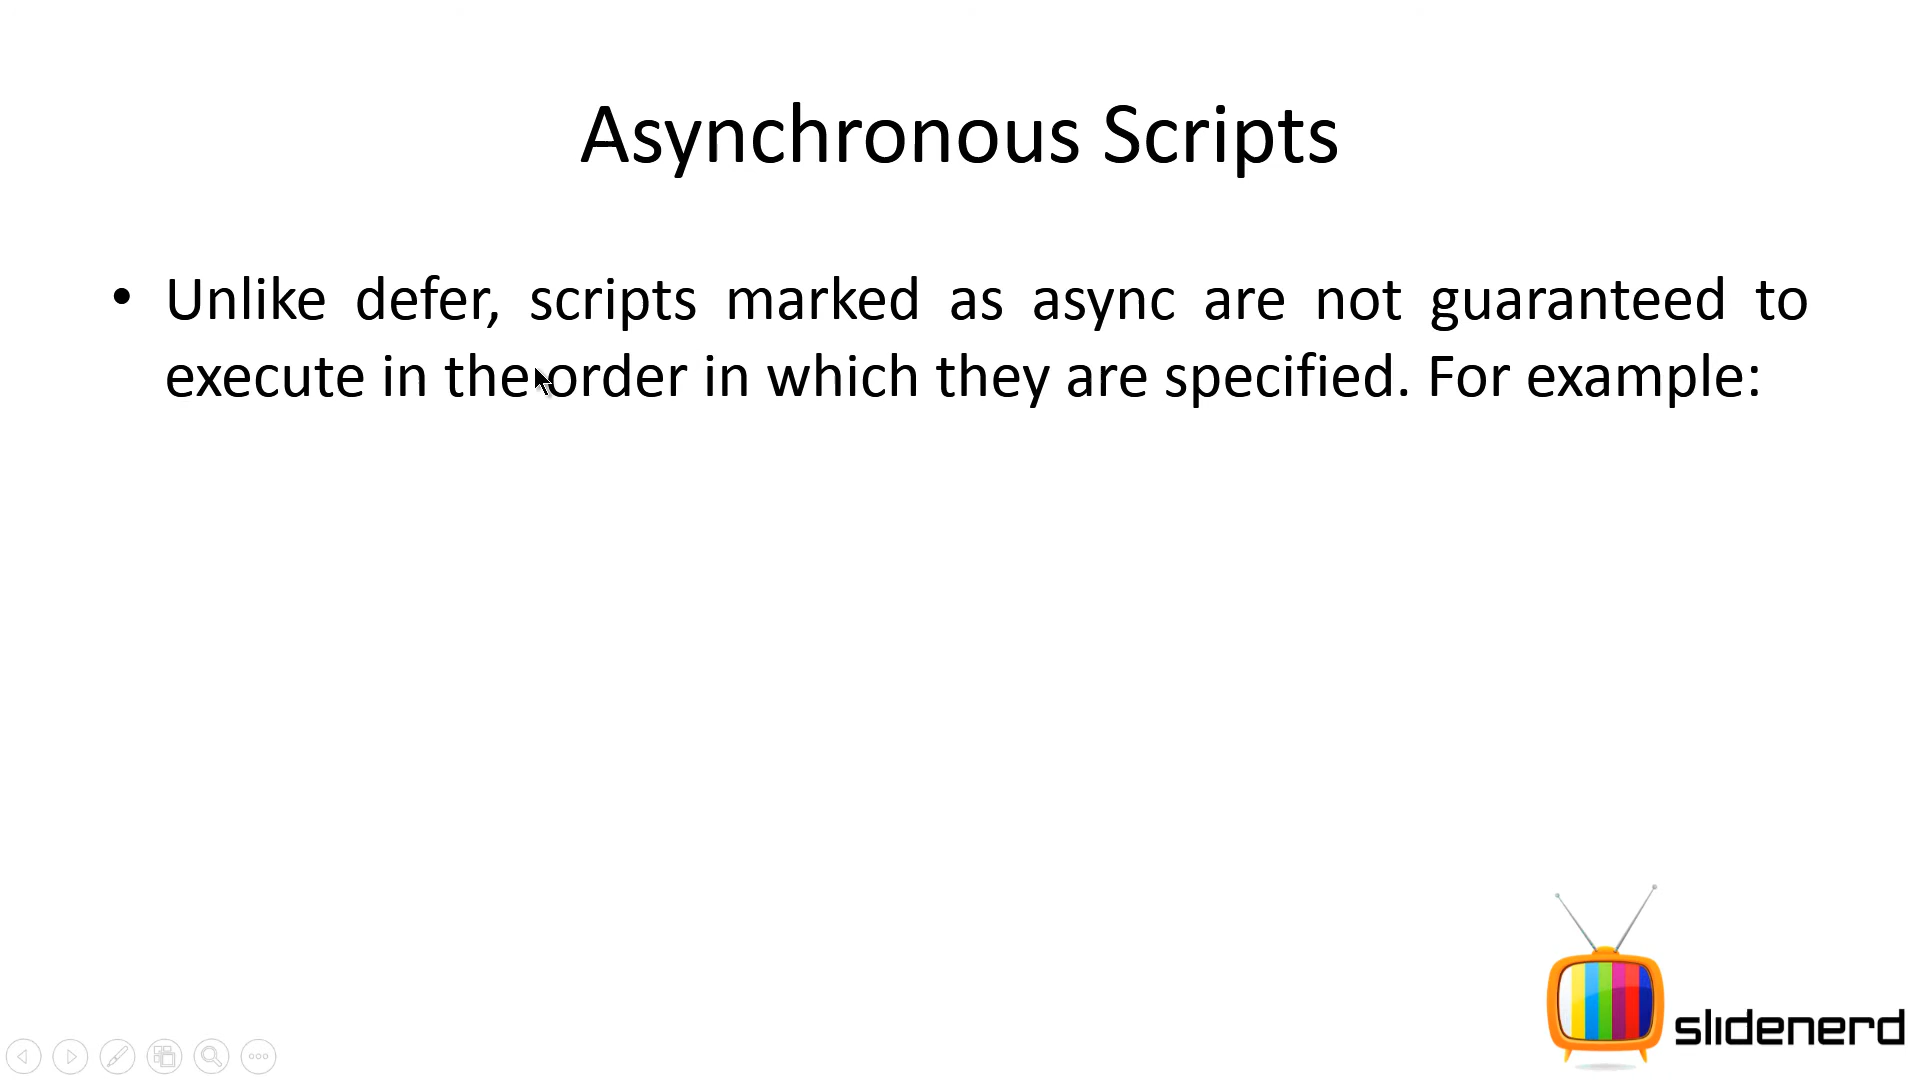 Asynchronous Scripts
• Unlike defer, scripts marked as async are not guaranteed to
execute in the order in which they are specified. For example:
slidenerd